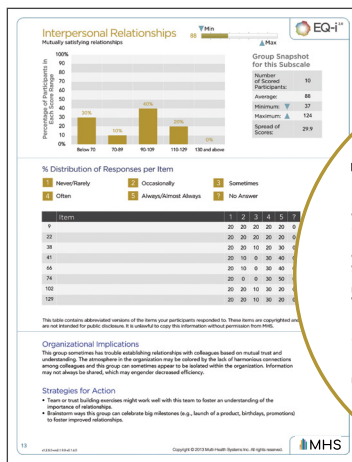 Interpersonal Relationships
Mutually satisfying relationships
88
Min
Max
EQ-i 2.0
Percentage of Participants in
Each Score Range
100%
90
80
70
60
50
40
30
20
10
0%
30%
10%
40%
20%
0%
Below 70
70-89
90-109
110-129
130 and above
Group Snapshot
for this Subscale
Number
of Scored
Participants:
10
Average:
88
Minimum:
37
Maximum:
124
Spread of
Scores:
29.9
% Distribution of Responses per Item
1 Never/Rarely
2 Occasionally
3 Sometimes
4 Often
5 Always/Almost Always
? No Answer
Item 1 2 3 4 5 ?
9 20 20 20 20 20 0
22 20 20 20 20 20 0
38 20 20 10 20 30 0
41 20 10 0 30 40 0
66 20 10 0 30 40 0
74 20 0 0 30 50 0
102 20 20 10 30 20 0
129 20 20 10 30 20 0
This table contains abbreviated versions of the items your participants responded to. These items are copyrighted and
are not intended for public disclosure. It is unlawful to copy this information without permission from MHS.
Organizational Implications
This group sometimes has trouble establishing relationships with colleagues based on mutual trust and
understanding. The atmosphere in the organization may be colored by the lack of harmonious connections
among colleagues and this group can sometimes appear to be isolated within the organization. Information
may not always be shared, which may engender decreased efficiency.
Strategies for Action
• Team or trust building exercises might work well with this team to foster an understanding of the
importance of relationships.
• Brainstorm ways this group can celebrate big milestones (e.g., launch of a product, birthdays, promotions)
to foster improved relationships.
13
Copyright © 2013 Multi-Health Systems Inc. All rights reserved.
MHS